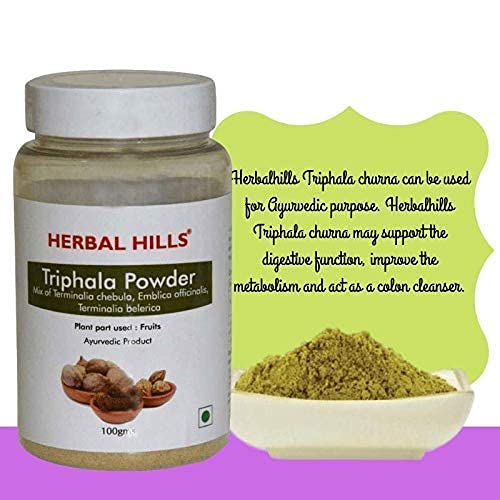 HERBAL HILLS®
Triphala Powder
Mix of Terminalia chebula, Emblica officinalis,
Terminalia belerica
Plant part used : Fruits
Ayurvedic Product
100gms
Herbalhills Triphala churna can be used
for Ayurvedic purpose. Herbalhills
Triphala churna may support the
digestive function, improve the
metabolism and act as a colon cleanser.